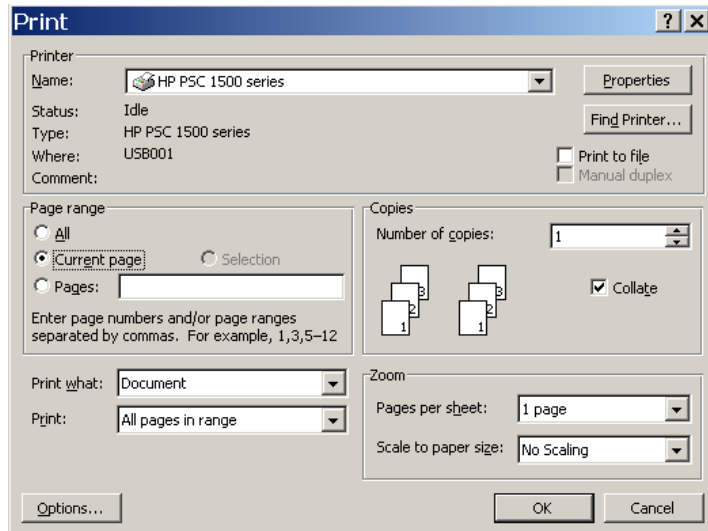 Print
Printer
Name: HP PSC 1500 series Properties
Status: Idle Find Printer...
Type: HP PSC 1500 series
Where: USB001 Print to file
Comment: Manual duplex
Page range
All
Current page Selection
Pages:
Enter page numbers and/or page ranges
separated by commas. For example, 1,3,5–12
Copies
Number of copies: 1
3 3
2 2
1 1
Collate
Print what: Document
Print: All pages in range
Zoom
Pages per sheet: 1 page
Scale to paper size: No Scaling
Options... OK Cancel